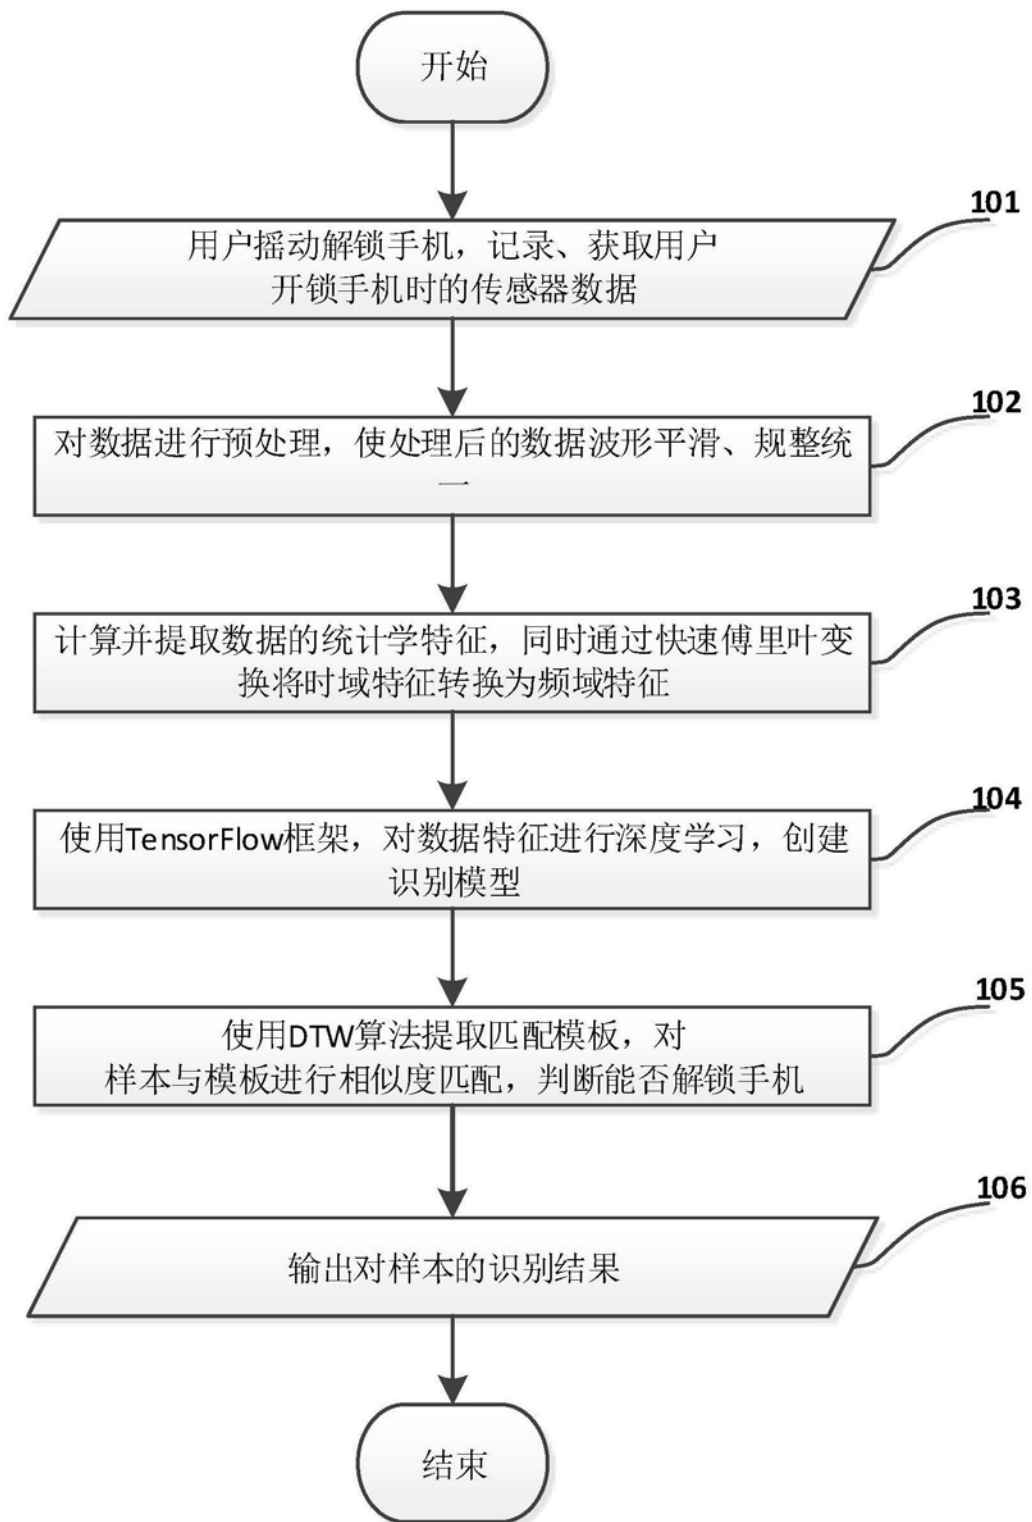 开始
101
用户摇动解锁手机，记录、获取用户
开锁手机时的传感器数据
102
对数据进行预处理，使处理后的数据波形平滑、规整统
一
103
计算并提取数据的统计学特征，同时通过快速傅里叶变
换将时域特征转换为频域特征
104
使用TensorFlow框架，对数据特征进行深度学习，创建
识别模型
105
使用DTW算法提取匹配模板，对
样本与模板进行相似度匹配，判断能否解锁手机
106
输出对样本的识别结果
结束